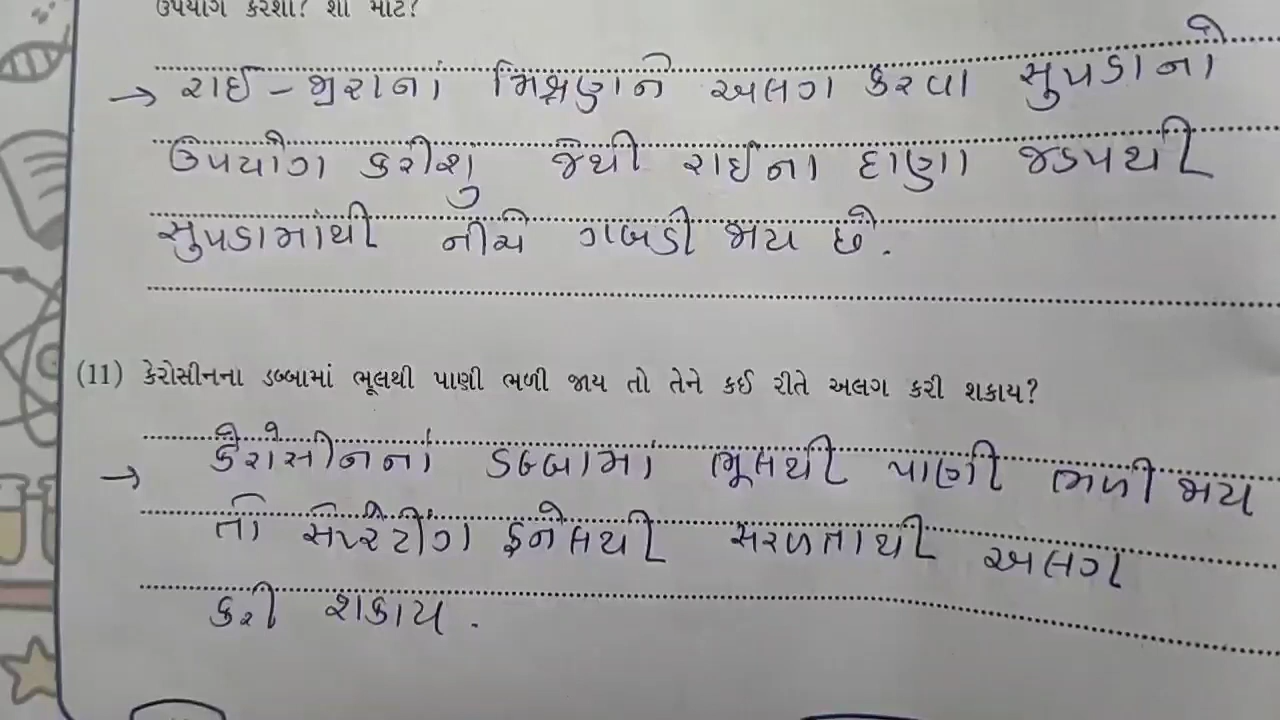 ઉપયોગ કરશો? શા માટે?
→ રાઈ - જીરાનાં મિશ્રણને અલગ કરવા સુપડાનો
ઉપયોગ કરીશુ જેથી રાઈના દાણા જડપથી
સુપડામાંથી નીચે ગબડી જાય છે.
(11) કેરોસીનના ડબ્બામાં ભૂલથી પાણી ભળી જાય તો તેને કઈ રીતે અલગ કરી શકાય?
→ કેરોસીનનાં ડબ્બામાં ભૂલથી પાણી ભળી જાય
તો સેપરેટીંગ ફનેલથી સરળતાથી અલગ
કરી શકાય.